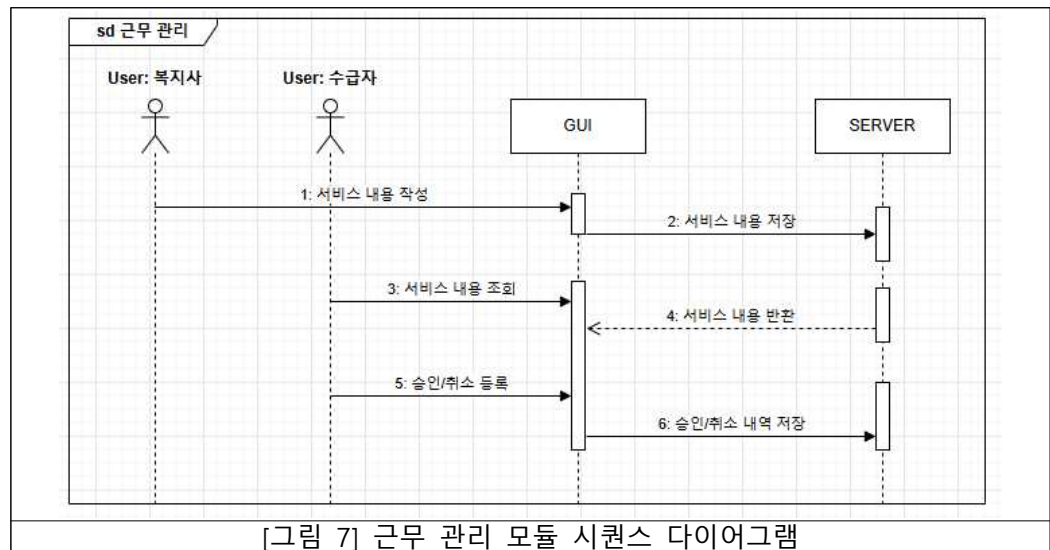 sd 근무 관리
User: 복지사
User: 수급자
GUI
SERVER
1: 서비스 내용 작성
2: 서비스 내용 저장
3: 서비스 내용 조회
4: 서비스 내용 반환
5: 승인/취소 등록
6: 승인/취소 내역 저장
[그림 7] 근무 관리 모듈 시퀀스 다이어그램